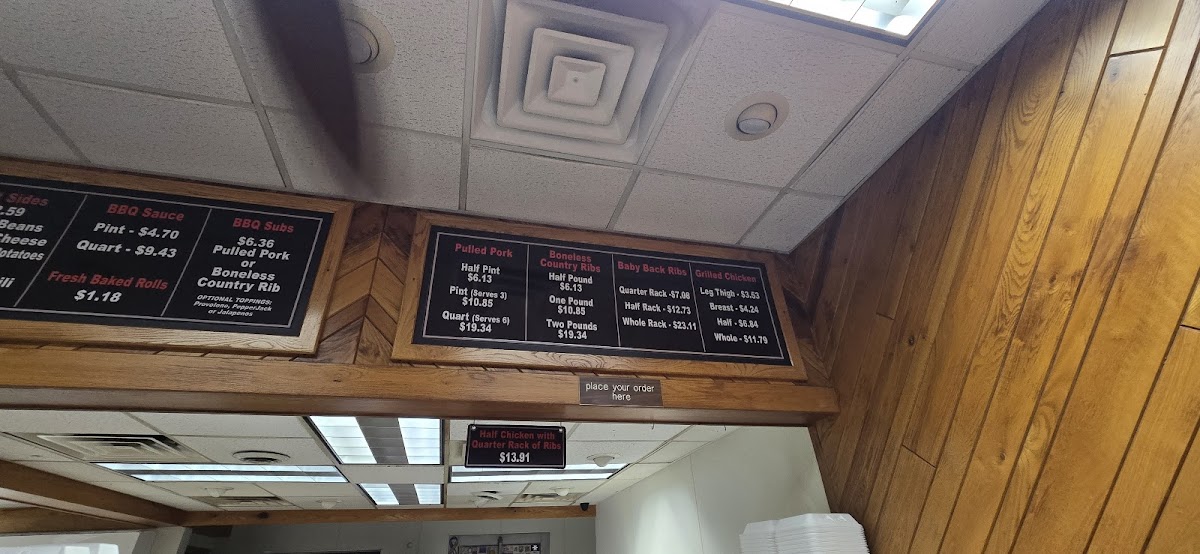 Sides
.59
Beans
Cheese
otatoes
ili
BBQ Sauce
Pint - $4.70
Quart - $9.43
Fresh Baked Rolls
$1.18
BBQ Subs
$6.36
Pulled Pork
or
Boneless
Country Rib
OPTIONAL TOPPINGS:
Provolone, PepperJack
or Jalapenos
Pulled Pork
Half Pint
$6.13
Pint (Serves 3)
$10.85
Quart (Serves 6)
$19.34
Boneless
Country Ribs
Half Pound
$6.13
One Pound
$10.85
Two Pounds
$19.34
Baby Back Ribs
Quarter Rack -$7.08
Half Rack - $12.73
Whole Rack - $23.11
Grilled Chicken
Leg Thigh - $3.53
Breast - $4.24
Half - $6.84
Whole - $11.79
place your order
here
Half Chicken with
Quarter Rack of Ribs
$13.91